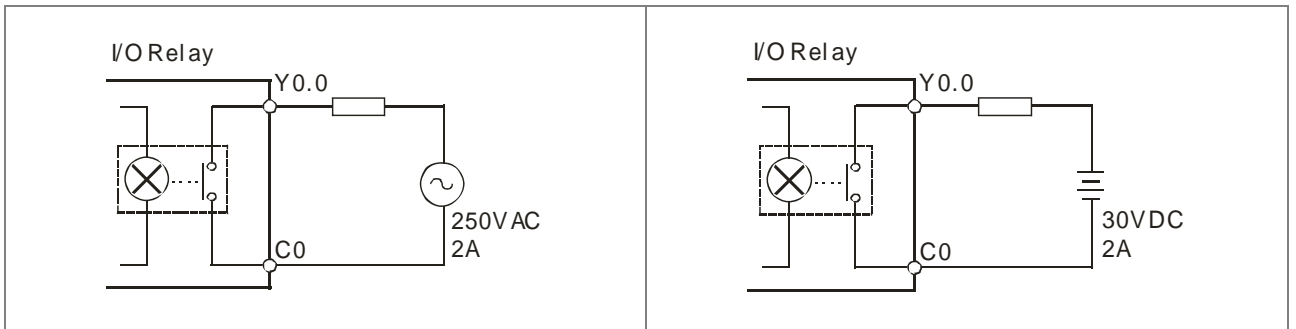 I/O Relay
Y0.0
250VAC
2A
C0
I/O Relay
Y0.0
30VDC
2A
C0